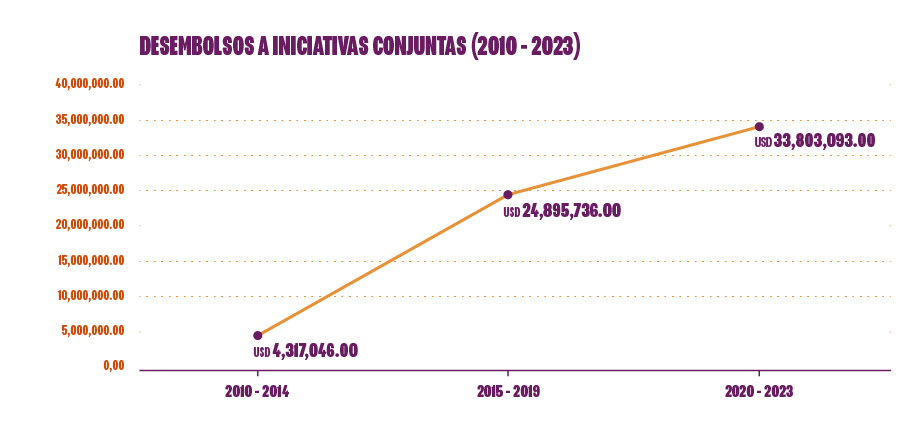 DESEMBOLSOS A INICIATIVAS CONJUNTAS (2010 - 2023)
40,000,000.00
35,000,000.00
USD 33,803,093.00
30,000,000.00
25,000,000.00
USD 24,895,736.00
20,000,000.00
15,000,000.00
10,000,000.00
5,000,000.00
USD 4,317,046.00
0,00
2010 - 2014
2015 - 2019
2020 - 2023